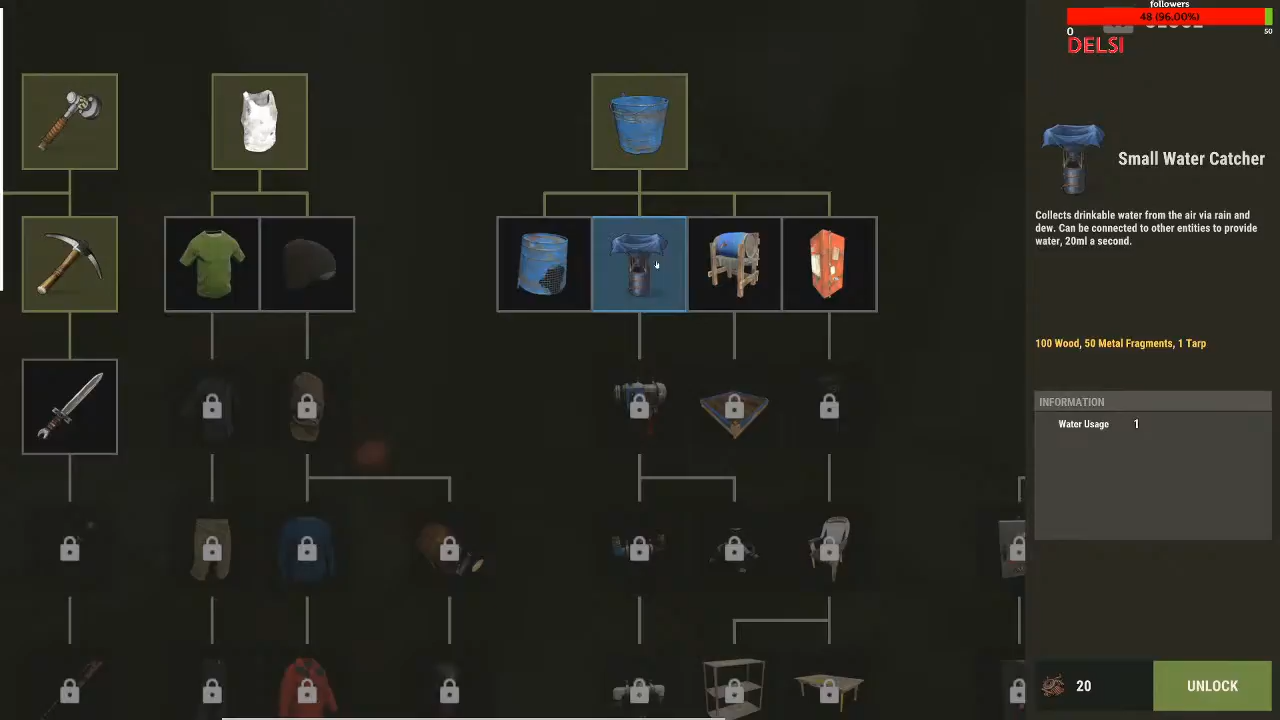 followers
48 (96.00%)
0
50
DELSI
Small Water Catcher
Collects drinkable water from the air via rain and
dew. Can be connected to other entities to provide
water, 20ml a second.
100 Wood, 50 Metal Fragments, 1 Tarp
INFORMATION
Water Usage 1
20
UNLOCK